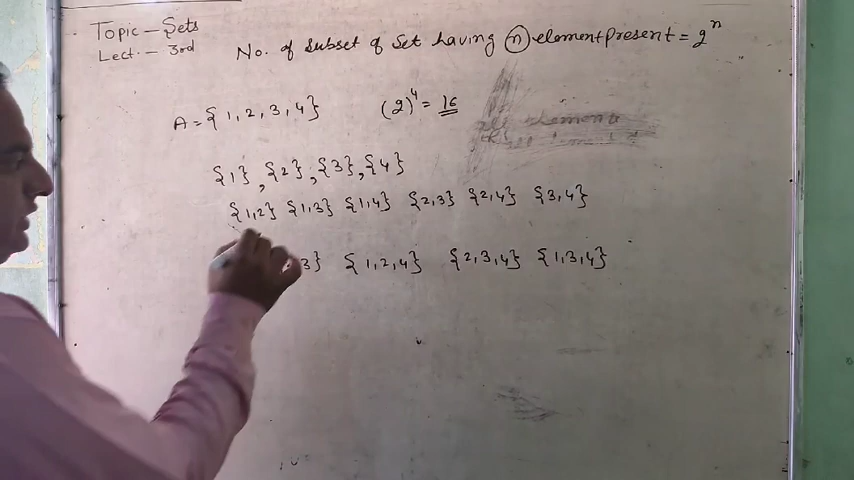 Topic - Sets
Lect. - 3rd
No. of subset of set having n element present = 2^n
A = { 1, 2, 3, 4 } (2)^4 = 16
{1}, {2}, {3}, {4}
{1,2} {1,3} {1,4} {2,3} {2,4} {3,4}
3} {1,2,4} {2,3,4} {1,3,4}